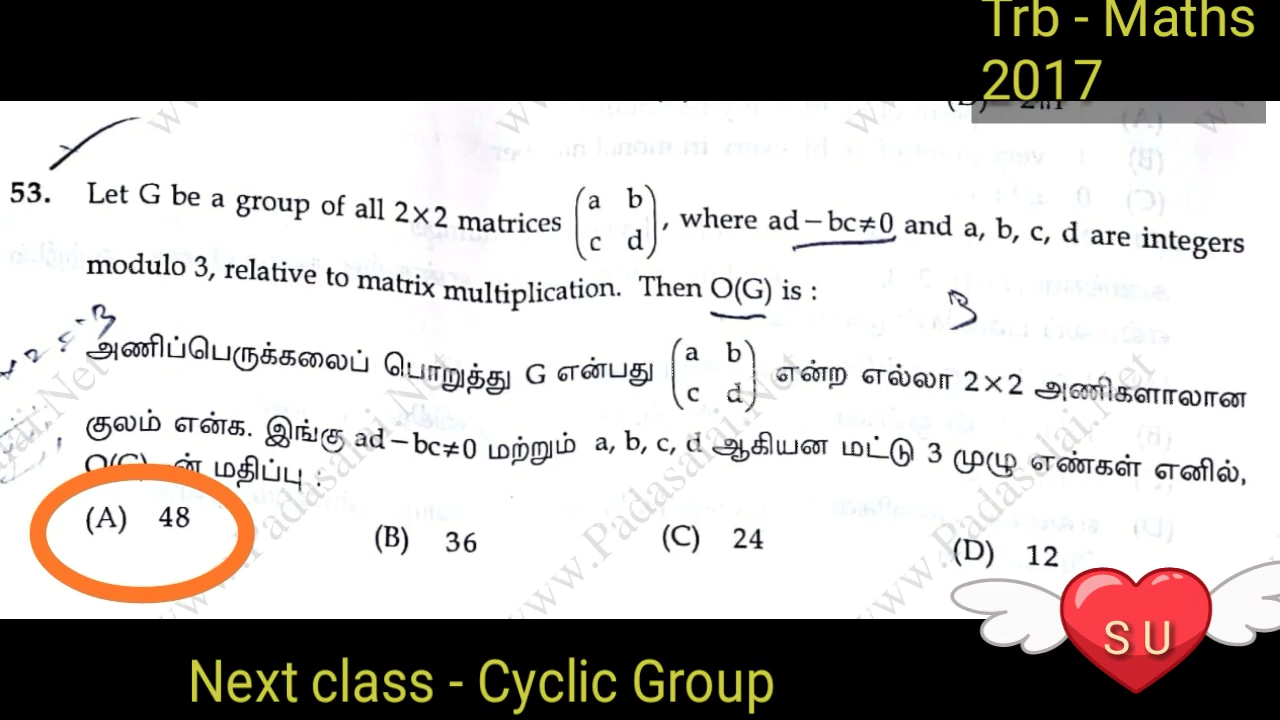 Trb - Maths
2017
53. Let G be a group of all 2×2 matrices (a b c d), where ad−bc≠0 and a, b, c, d are integers
modulo 3, relative to matrix multiplication. Then O(G) is :
அணிப்பெருக்கலைப் பொறுத்து G என்பது (a b c d) என்ற எல்லா 2×2 அணிகளாலான
குலம் என்க. இங்கு ad−bc≠0 மற்றும் a, b, c, d ஆகியன மட்டு 3 முழு எண்கள் எனில்,
மதிப்பு :
(A) 48 (B) 36 (C) 24 (D) 12
www.Padasalai.Net
S U
Next class - Cyclic Group